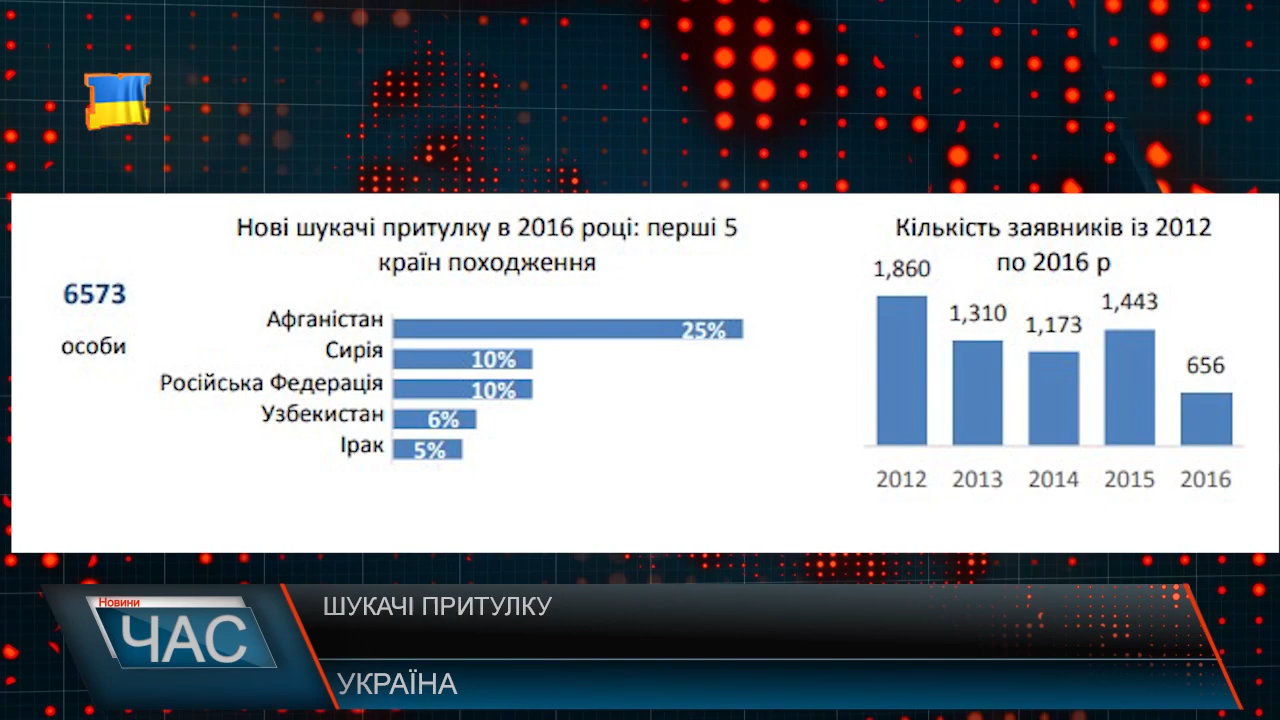 Нові шукачі притулку в 2016 році: перші 5
країн походження
6573
особи
Афганістан 25%
Сирія 10%
Російська Федерація 10%
Узбекистан 6%
Ірак 5%
Кількість заявників із 2012
по 2016 р
1,860
1,310
1,173
1,443
656
2012 2013 2014 2015 2016
Новини
ЧАС
ШУКАЧІ ПРИТУЛКУ
УКРАЇНА